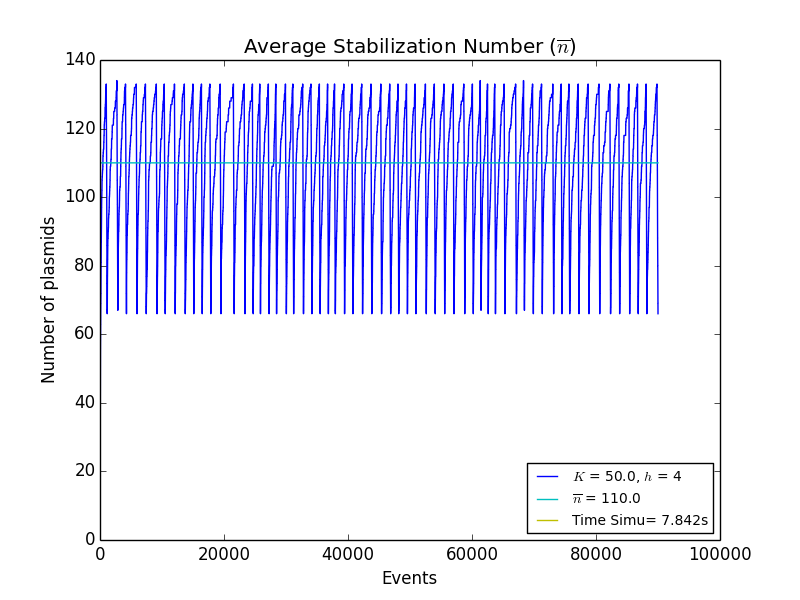 Average Stabilization Number (n̅)
140
120
100
80
60
40
20
0
Number of plasmids
K = 50.0, h = 4
n̅ = 110.0
Time Simu= 7.842s
0 20000 40000 60000 80000 100000
Events